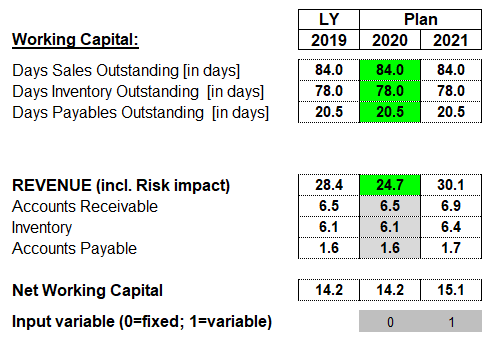 LY Plan
Working Capital: 2019 2020 2021
Days Sales Outstanding [in days] 84.0 84.0 84.0
Days Inventory Outstanding [in days] 78.0 78.0 78.0
Days Payables Outstanding [in days] 20.5 20.5 20.5
REVENUE (incl. Risk impact) 28.4 24.7 30.1
Accounts Receivable 6.5 6.5 6.9
Inventory 6.1 6.1 6.4
Accounts Payable 1.6 1.6 1.7
Net Working Capital 14.2 14.2 15.1
Input variable (0=fixed; 1=variable) 0 1